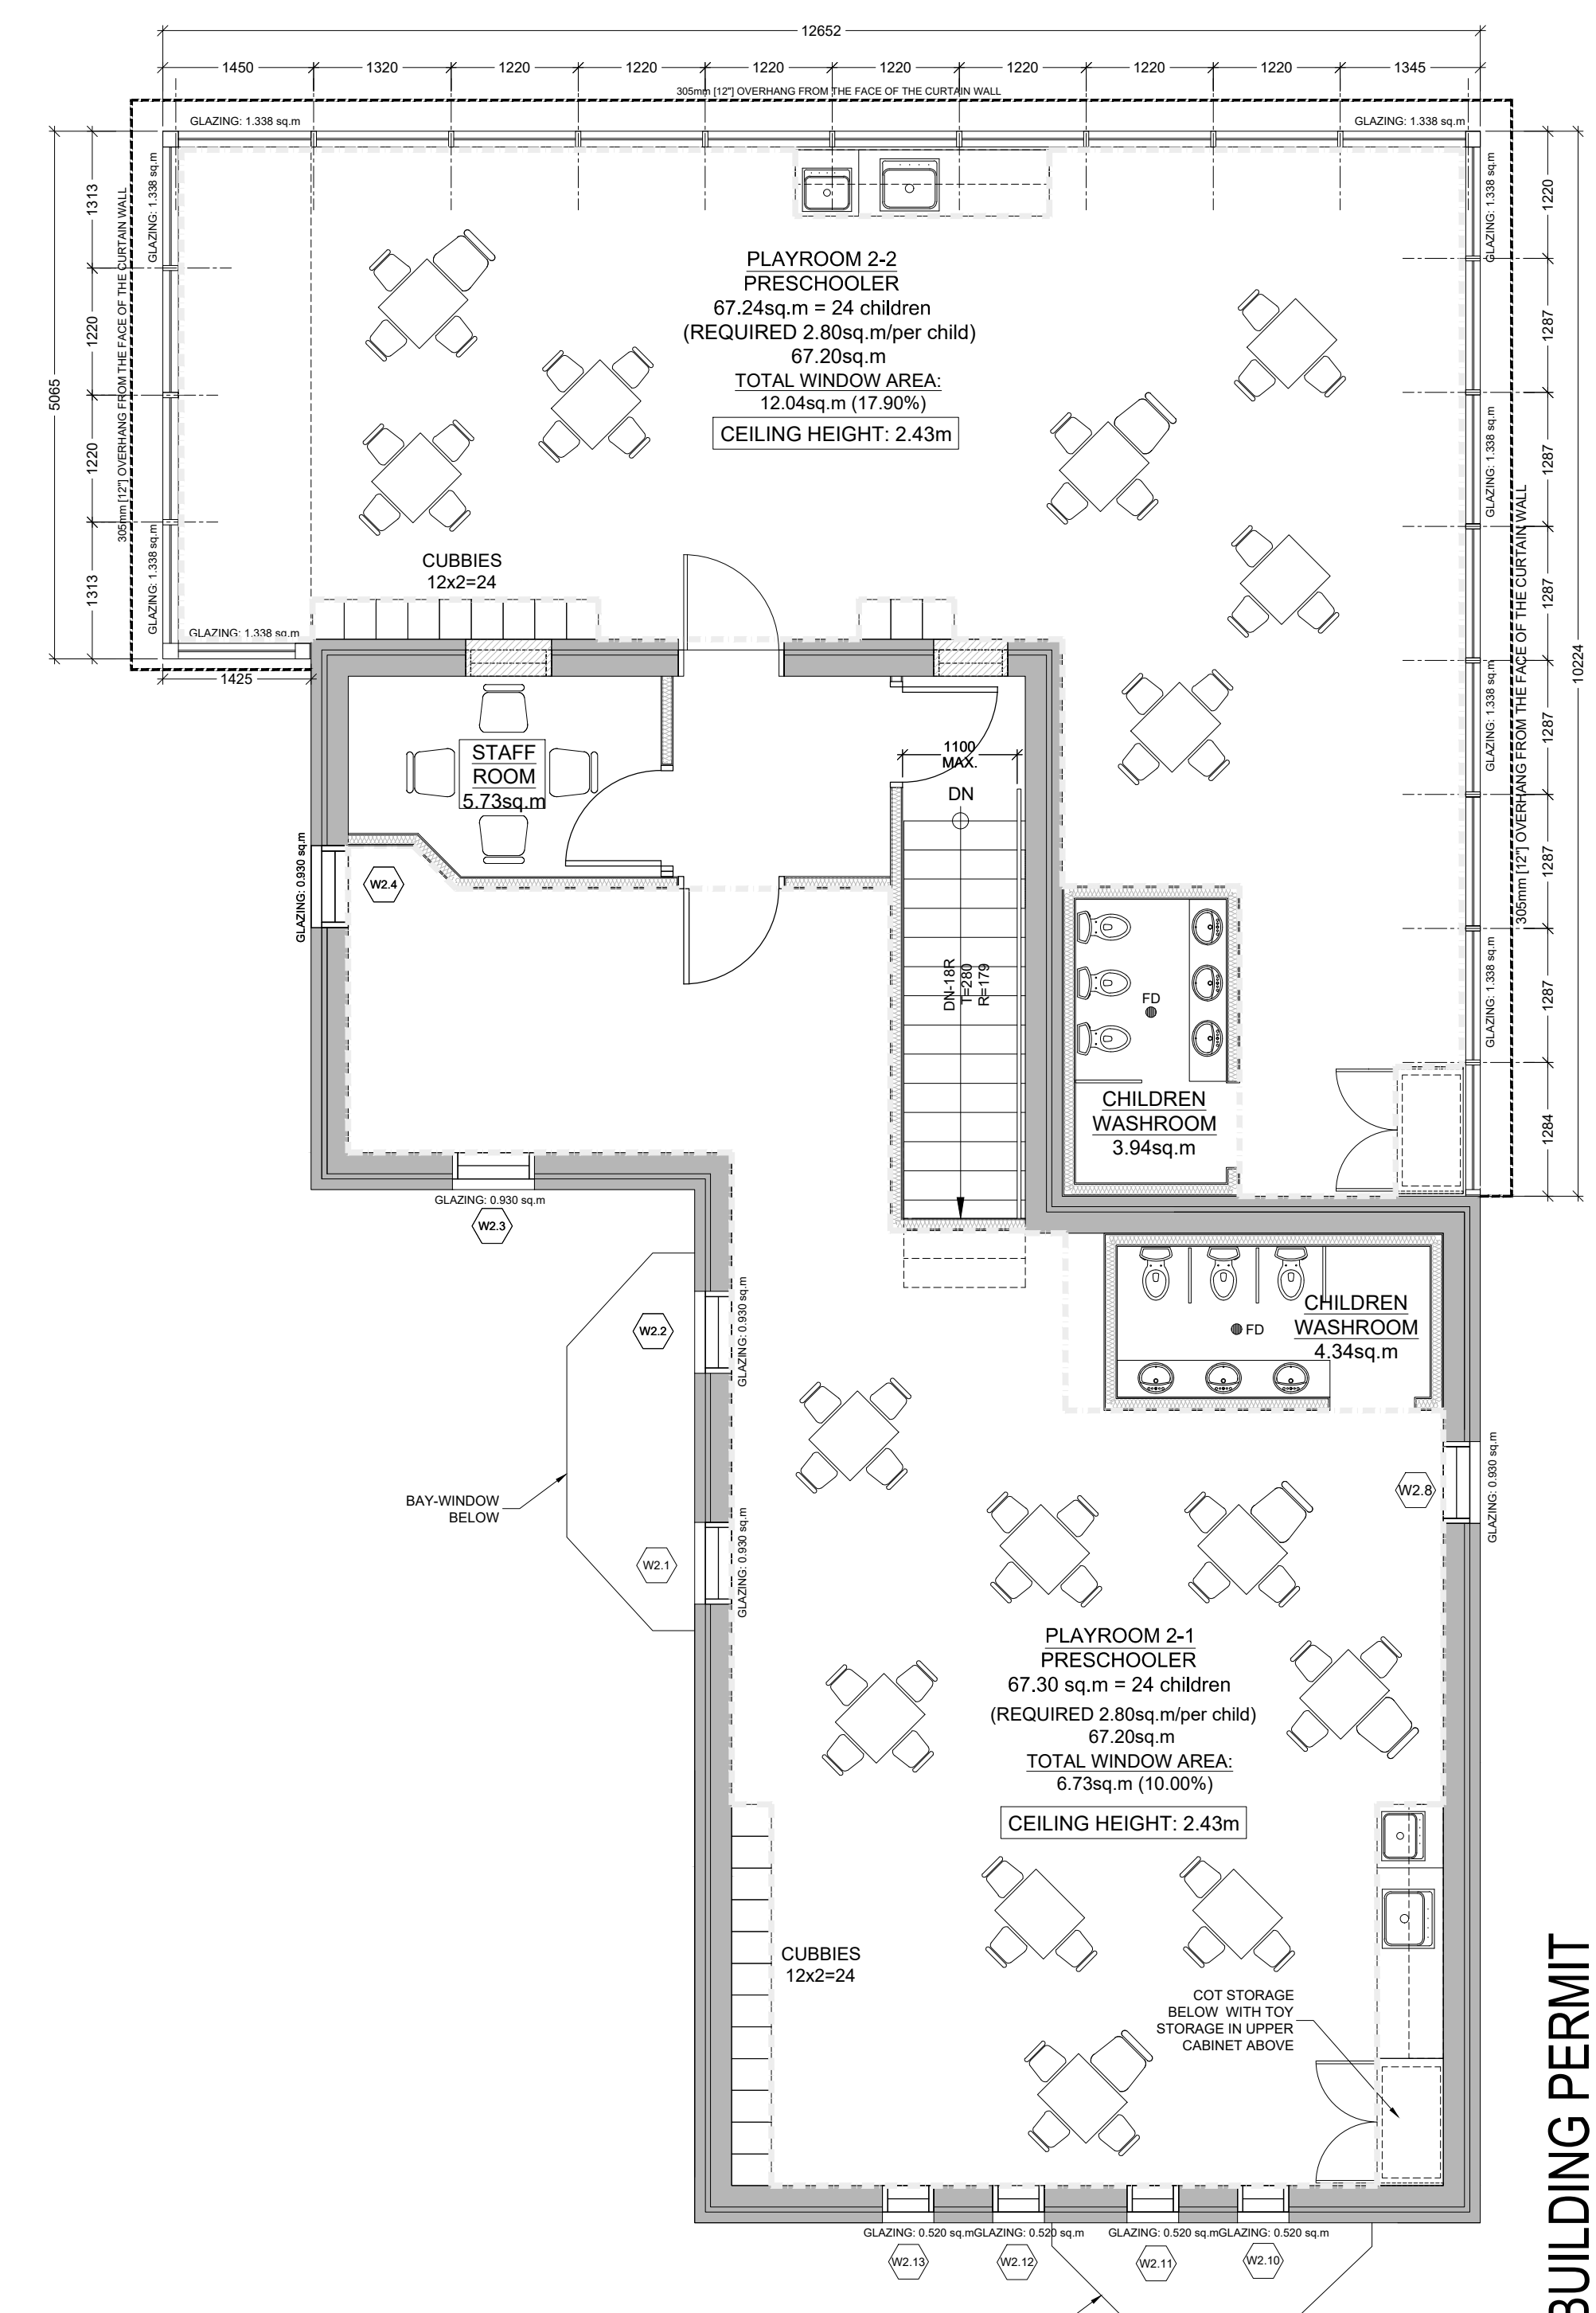 12652
1450
1320
1220
1220
1220
1220
1220
1220
1220
1345
305mm [12"] OVERHANG FROM THE FACE OF THE CURTAIN WALL
GLAZING: 1.338 sq.m
GLAZING: 1.338 sq.m
5065
1313
1220
1220
1313
305mm [12"] OVERHANG FROM THE FACE OF THE CURTAIN WALL
GLAZING: 1.338 sq.m
GLAZING: 1.338 sq.m
GLAZING: 1.338 sq.m
1425
PLAYROOM 2-2
PRESCHOOLER
67.24sq.m = 24 children
(REQUIRED 2.80sq.m/per child)
67.20sq.m
TOTAL WINDOW AREA:
12.04sq.m (17.90%)
CEILING HEIGHT: 2.43m
CUBBIES
12x2=24
GLAZING: 1.338 sq.m
GLAZING: 1.338 sq.m
GLAZING: 1.338 sq.m
GLAZING: 1.338 sq.m
305mm [12"] OVERHANG FROM THE FACE OF THE CURTAIN WALL
305mm [12"] OVERHANG FROM THE FACE OF THE CURTAIN WALL
1220
1287
1287
1287
1287
1287
1287
1284
10224
STAFF
ROOM
5.73sq.m
1100
MAX.
DN
DN-18R
T=280
R=179
GLAZING: 0.930 sq.m
W2.4
FD
CHILDREN
WASHROOM
3.94sq.m
GLAZING: 0.930 sq.m
W2.3
W2.2
GLAZING: 0.930 sq.m
CHILDREN
WASHROOM
4.34sq.m
FD
BAY-WINDOW
BELOW
W2.1
GLAZING: 0.930 sq.m
W2.8
GLAZING: 0.930 sq.m
PLAYROOM 2-1
PRESCHOOLER
67.30 sq.m = 24 children
(REQUIRED 2.80sq.m/per child)
67.20sq.m
TOTAL WINDOW AREA:
6.73sq.m (10.00%)
CEILING HEIGHT: 2.43m
CUBBIES
12x2=24
COT STORAGE
BELOW WITH TOY
STORAGE IN UPPER
CABINET ABOVE
GLAZING: 0.520 sq.m
GLAZING: 0.520 sq.m
GLAZING: 0.520 sq.m
GLAZING: 0.520 sq.m
W2.13
W2.12
W2.11
W2.10
BUILDING PERMIT